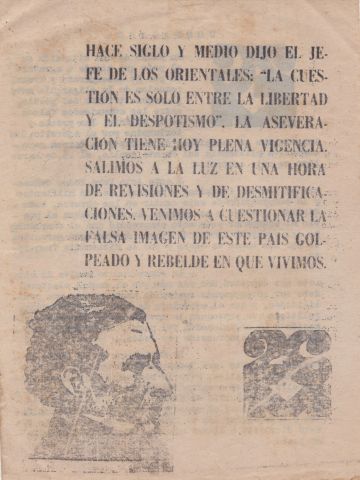 HACE SIGLO Y MEDIO DIJO EL JE-
FE DE LOS ORIENTALES: "LA CUES-
TIÓN ES SOLO ENTRE LA LIBERTAD
Y EL DESPOTISMO". LA ASEVERA-
CIÓN TIENE HOY PLENA VIGENCIA.
SALIMOS A LA LUZ EN UNA HORA
DE REVISIONES Y DE DESMITIFICA-
CIONES. VENIMOS A CUESTIONAR LA
FALSA IMAGEN DE ESTE PAIS GOL-
PEADO Y REBELDE EN QUE VIVIMOS.